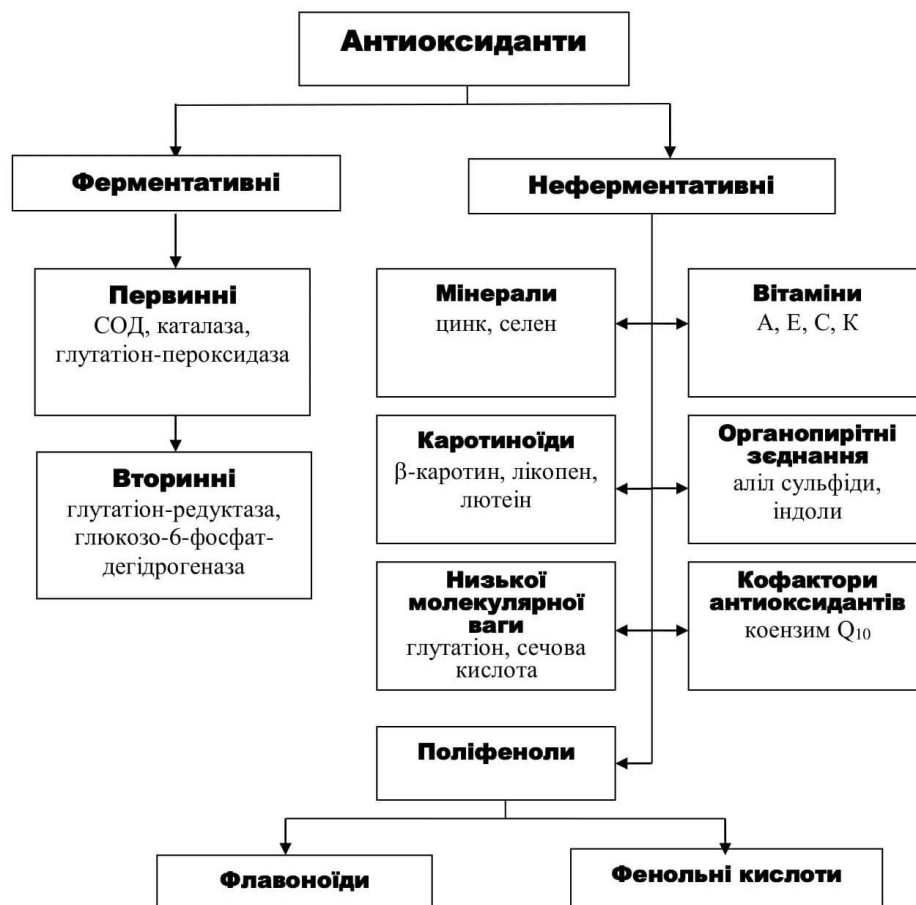 Антиоксиданти
Ферментативні
Неферментативні
Первинні
СОД, каталаза,
глутатіон-пероксидаза
Мінерали
цинк, селен
Вітаміни
А, Е, С, К
Вторинні
глутатіон-редуктаза,
глюкозо-6-фосфат-
дегідрогеназа
Каротиноїди
β-каротин, лікопен,
лютеін
Органопирітні
зєднання
аліл сульфіди,
індоли
Низької
молекулярної
ваги
глутатіон, сечова
кислота
Кофактори
антиоксидантів
коензим Q₁₀
Поліфеноли
Флавоноїди
Фенольні кислоти